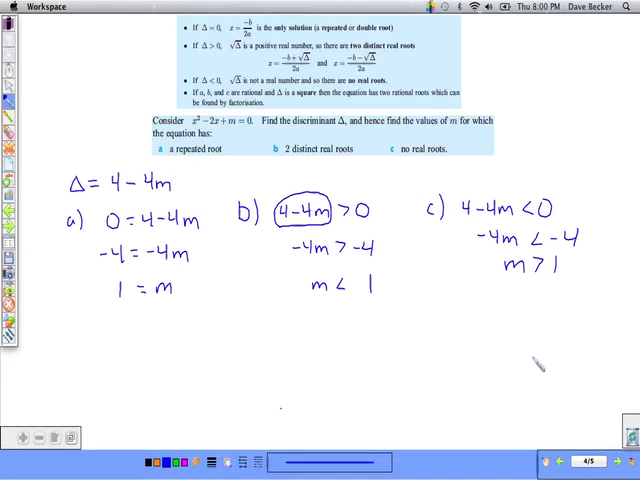 Workspace
Thu 8:00 PM Dave Becker
• If Δ = 0, x = -b/2a is the only solution (a repeated or double root)
• If Δ > 0, √Δ is a positive real number, so there are two distinct real roots
x = (-b + √Δ)/2a and x = (-b - √Δ)/2a
• If Δ < 0, √Δ is not a real number and so there are no real roots.
• If a, b, and c are rational and Δ is a square then the equation has two rational roots which can
be found by factorisation.
Consider x² - 2x + m = 0. Find the discriminant Δ, and hence find the values of m for which
the equation has:
a a repeated root b 2 distinct real roots c no real roots.
Δ = 4 - 4m
a) 0 = 4 - 4m
-4 = -4m
1 = m
b) 4 - 4m > 0
-4m > -4
m < 1
c) 4 - 4m < 0
-4m < -4
m > 1
4/5